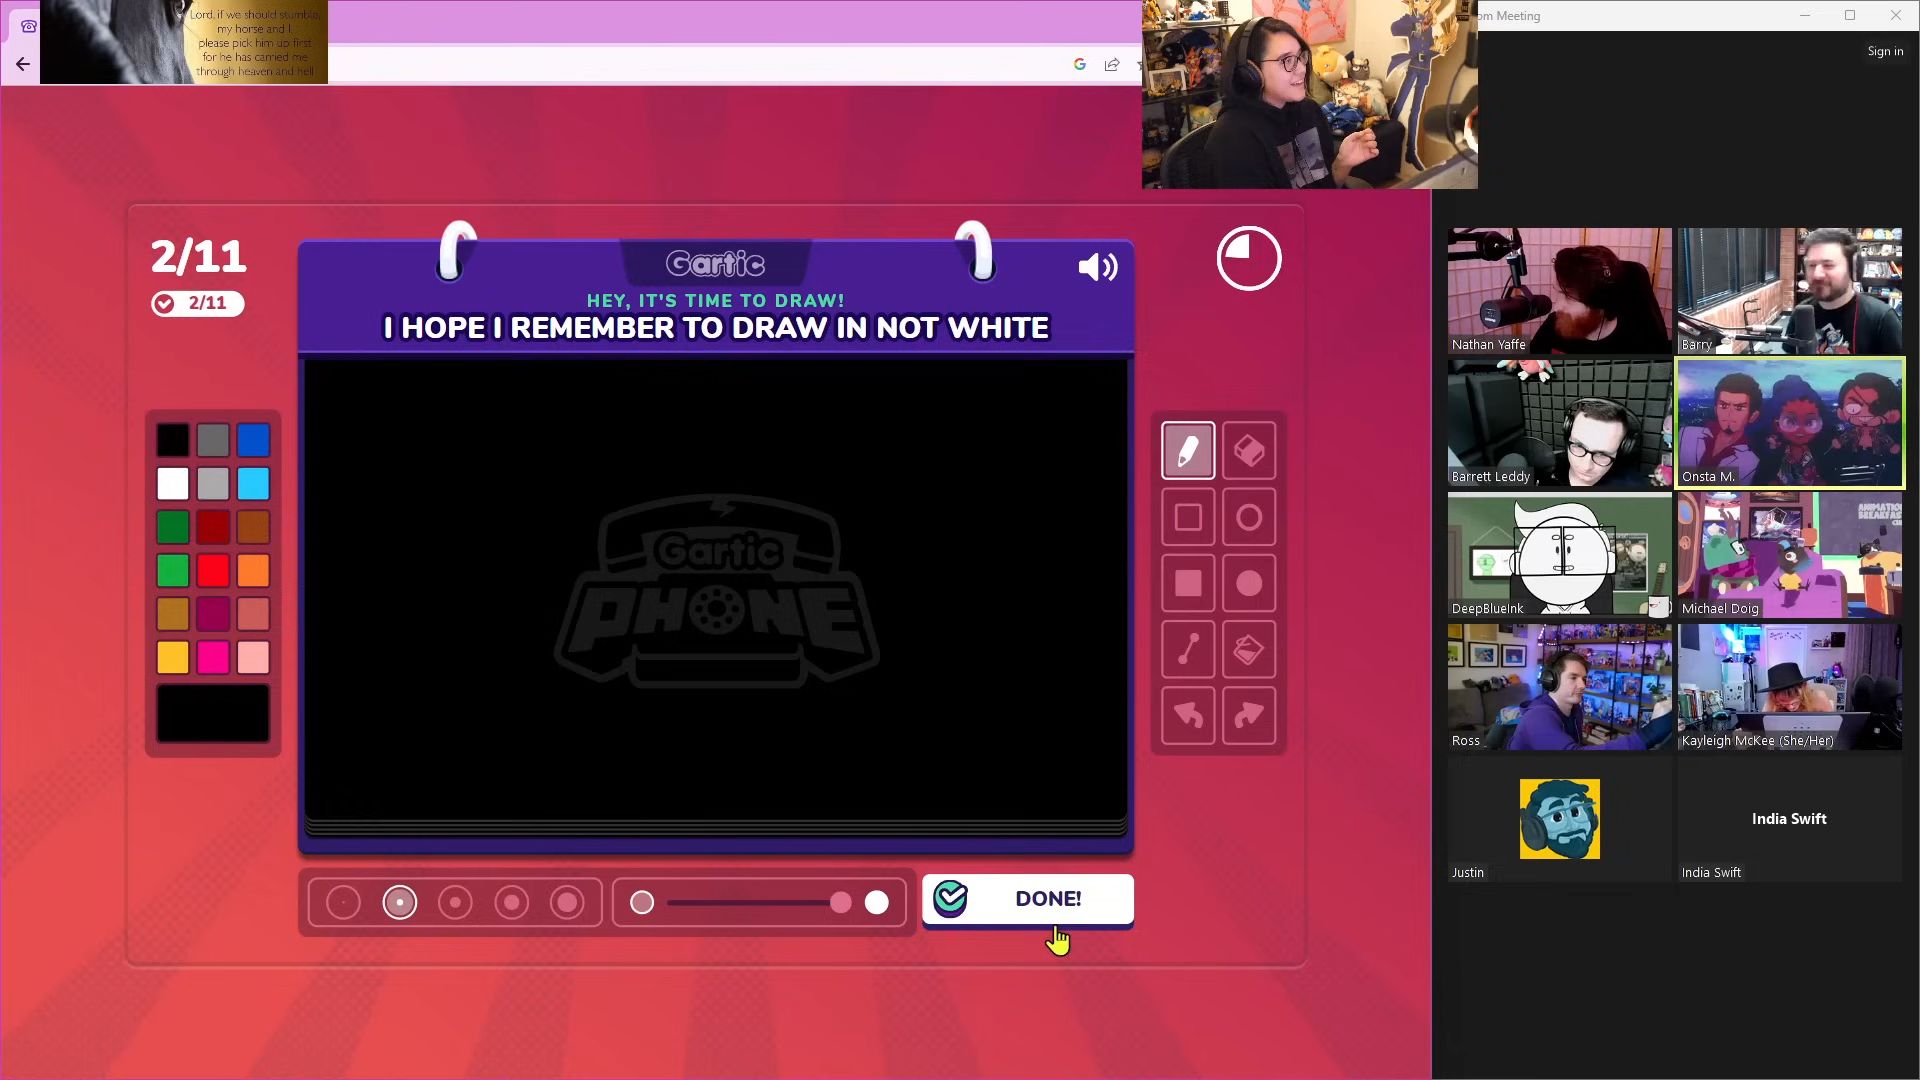 Lord, if we should stumble,
my horse and I
please pick him up first
for he has carried me
through heaven and hell
om Meeting
Sign in
2/11
2/11
Gartic
HEY, IT'S TIME TO DRAW!
I HOPE I REMEMBER TO DRAW IN NOT WHITE
Gartic
PHONE
DONE!
Nathan Yaffe
Barry
Barrett Leddy
Onsta M.
DeepBlueInk
ANIMATION
BREAKFAST
Michael Doig
Ross
Kayleigh McKee (She/Her)
Justin
India Swift
India Swift